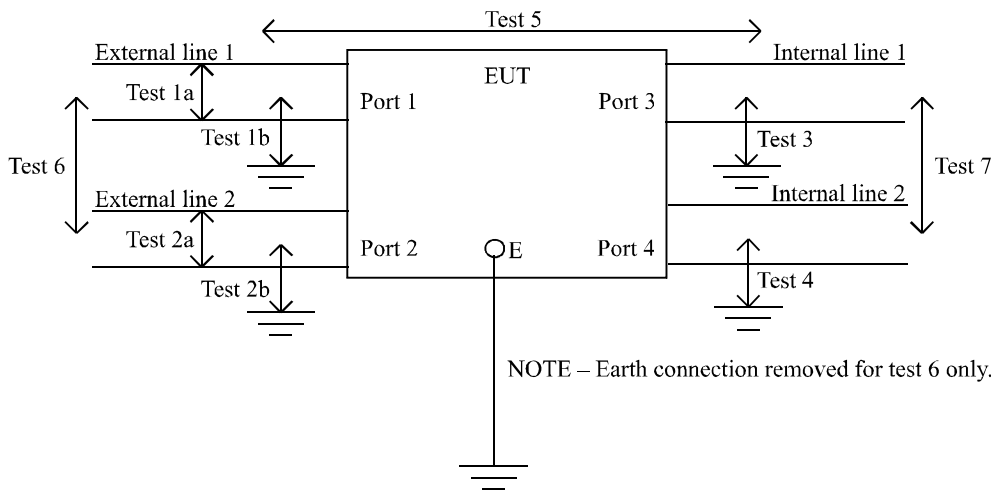 Test 5
External line 1
Internal line 1
EUT
Test 1a
Port 1
Port 3
Test 1b
Test 3
Test 6
Test 7
External line 2
Internal line 2
Test 2a
Port 2
E
Port 4
Test 2b
Test 4
NOTE – Earth connection removed for test 6 only.